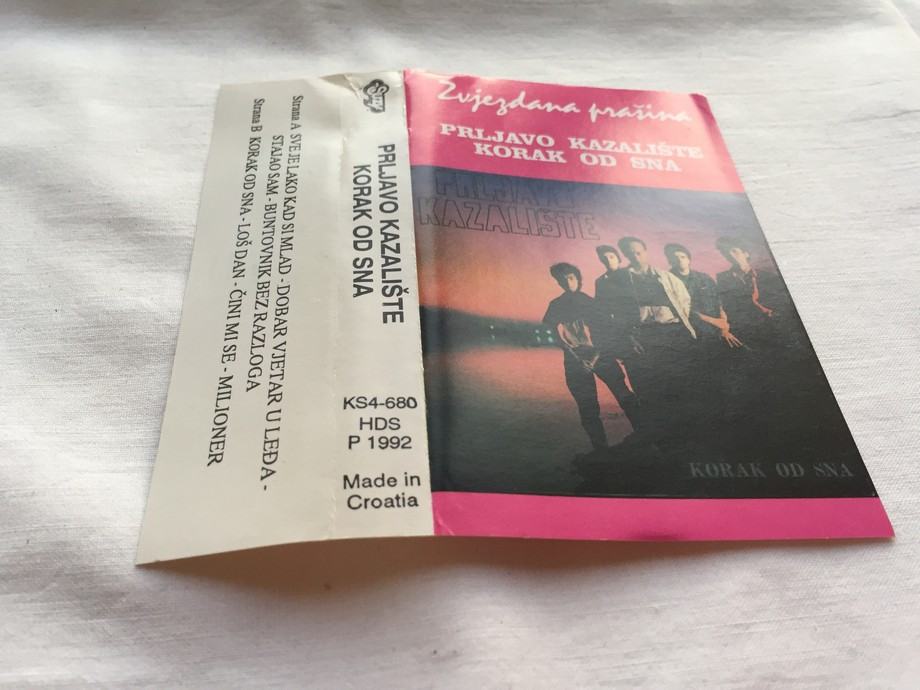 Zvjezdana prašina
PRLJAVO KAZALIŠTE
KORAK OD SNA
PRLJAVO
KAZALIŠTE
KORAK OD SNA
Suzy
PRLJAVO KAZALIŠTE
KORAK OD SNA
KS4-680
HDS
P 1992
Made in
Croatia
Strana A SVE JE LAKO KAD SI MLAD - DOBAR VJETAR U LEĐA -
STAJAO SAM - BUNTOVNIK BEZ RAZLOGA
Strana B KORAK OD SNA - LOŠ DAN - ČINI MI SE - MILIONER